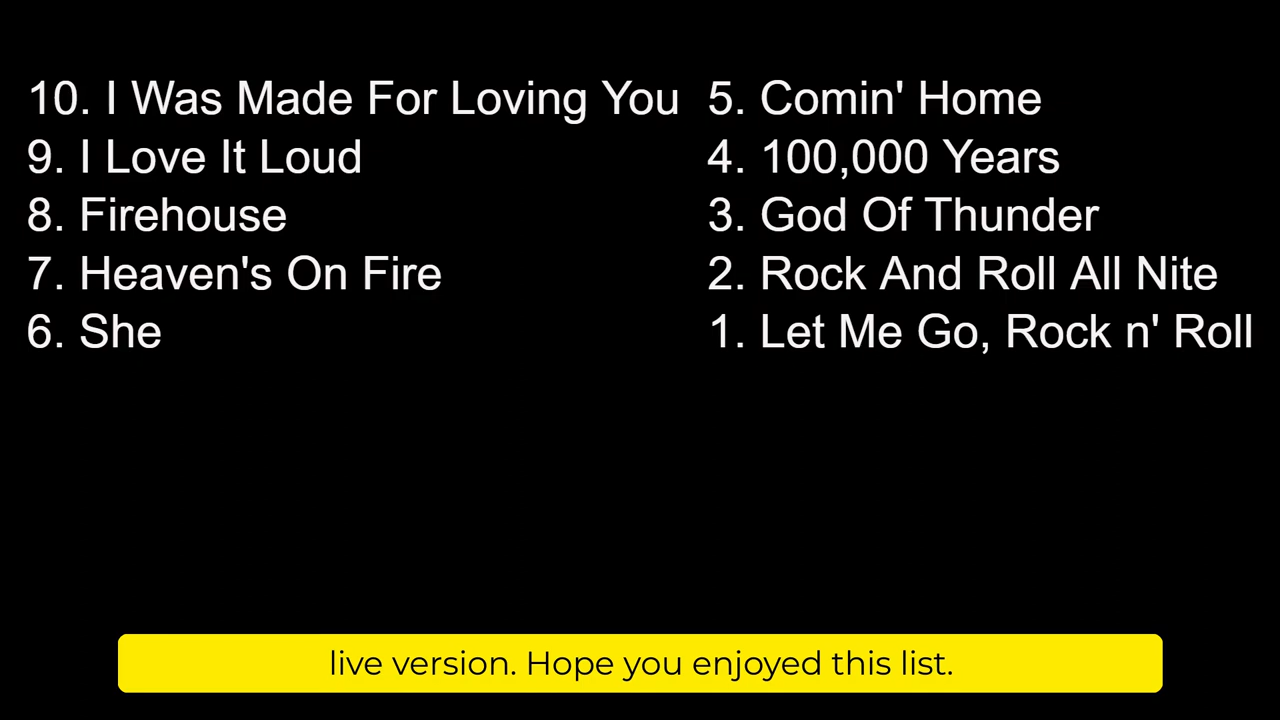 10. I Was Made For Loving You
9. I Love It Loud
8. Firehouse
7. Heaven's On Fire
6. She
5. Comin' Home
4. 100,000 Years
3. God Of Thunder
2. Rock And Roll All Nite
1. Let Me Go, Rock n' Roll
live version. Hope you enjoyed this list.